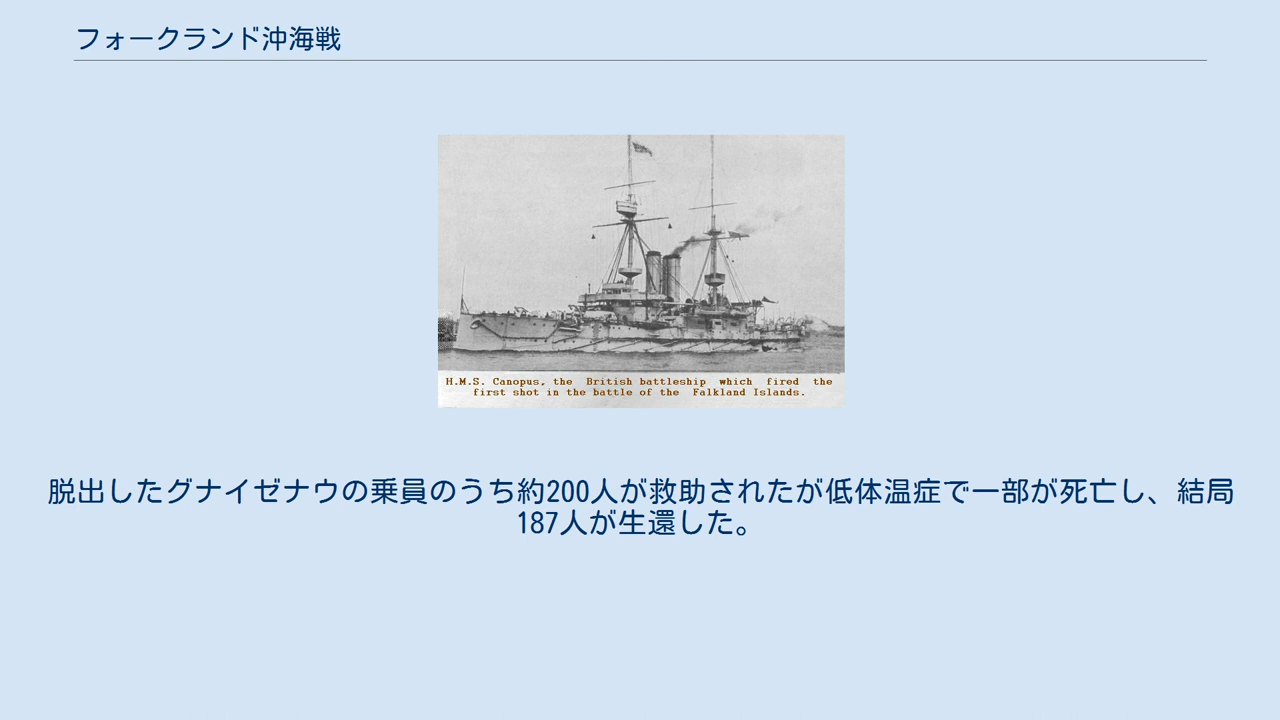 フォークランド沖海戦
H.M.S. Canopus, the British battleship which fired the
first shot in the battle of the Falkland Islands.
脱出したグナイゼナウの乗員のうち約200人が救助されたが低体温症で一部が死亡し、結局
187人が生還した。